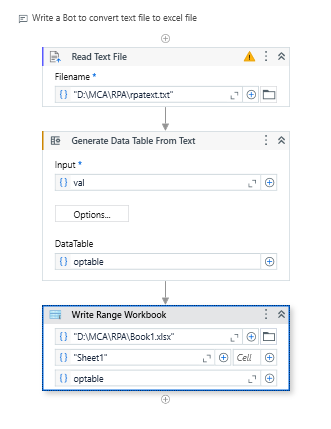 Write a Bot to convert text file to excel file
Read Text File
Filename *
"D:\MCA\RPA\rpatext.txt"
Generate Data Table From Text
Input *
val
Options...
DataTable
optable
Write Range Workbook
"D:\MCA\RPA\Book1.xlsx"
"Sheet1" Cell
optable